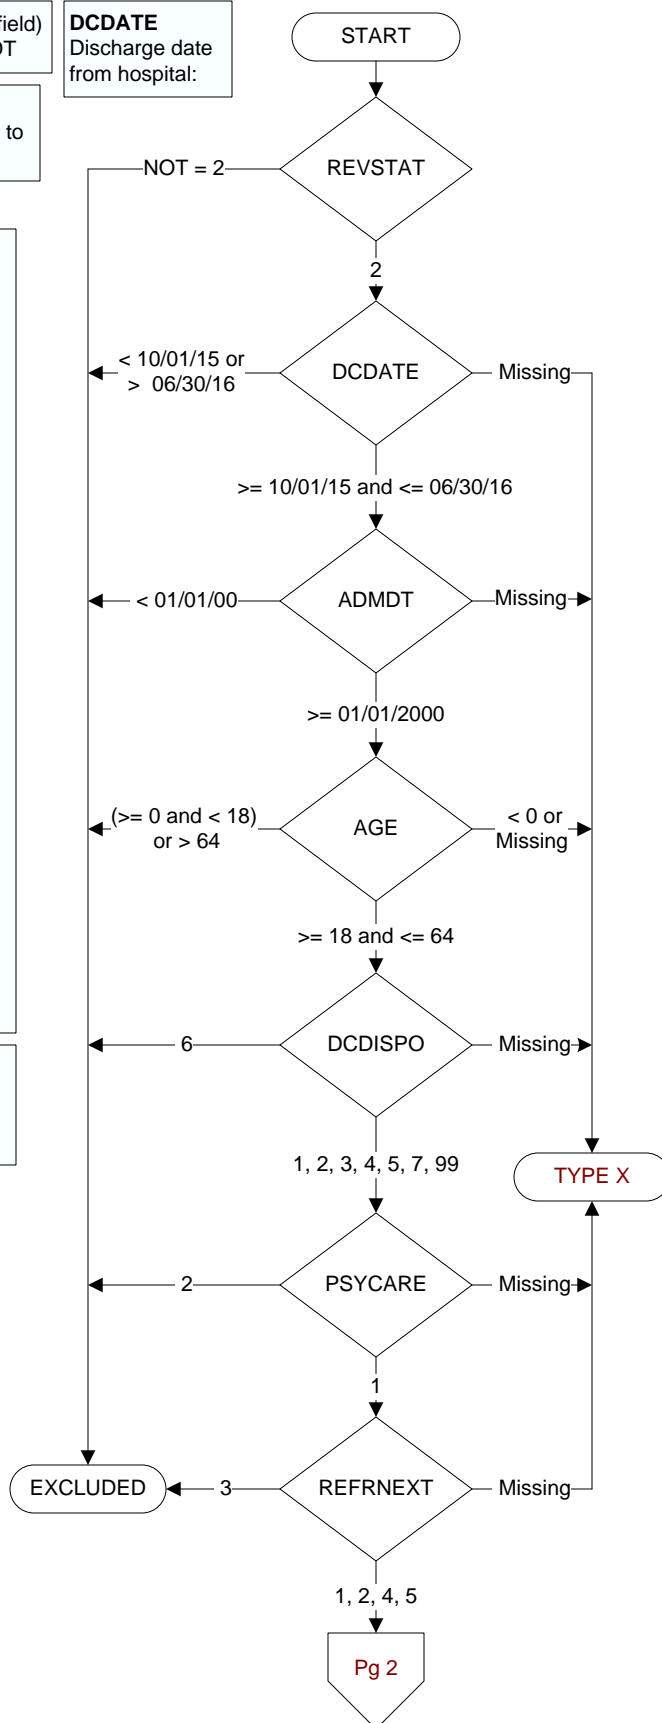 field)
DCDATE
Discharge date
from hospital:
to
START
NOT = 2
REVSTAT
2
< 10/01/15 or
> 06/30/16
DCDATE
Missing
>= 10/01/15 and <= 06/30/16
< 01/01/00
ADMDT
Missing
>= 01/01/2000
(>= 0 and < 18)
or > 64
AGE
< 0 or
Missing
>= 18 and <= 64
6
DCDISPO
Missing
1, 2, 3, 4, 5, 7, 99
TYPE X
2
PSYCARE
Missing
1
EXCLUDED
3
REFRNEXT
Missing
1, 2, 4, 5
Pg 2